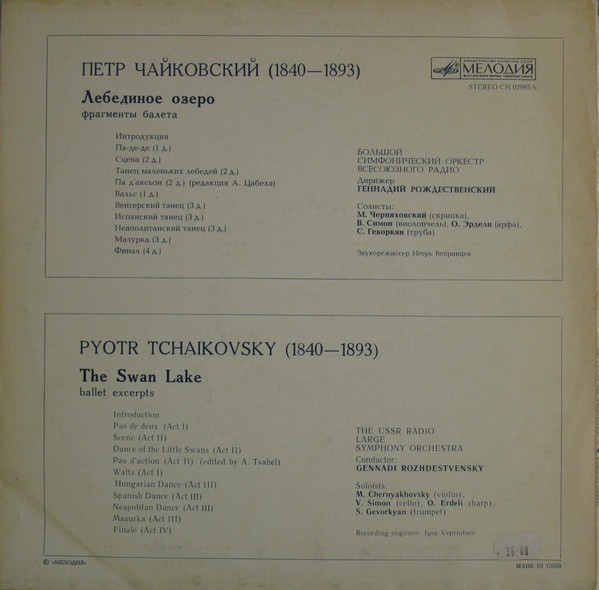 ПЕТР ЧАЙКОВСКИЙ (1840—1893)
МИНИСТЕРСТВО КУЛЬТУРЫ СССР
МЕЛОДИЯ
ВСЕСОЮЗНАЯ ФИРМА ГРАМПЛАСТИНОК
STEREO СМ 02985-6
Лебединое озеро
фрагменты балета
Интродукция
Па-де-де (1 д.)
Сцена (2 д.)
Танец маленьких лебедей (2 д.)
Па д'аксьон (2 д.) (редакция А. Цабеля)
Вальс (1 д.)
Венгерский танец (3 д.)
Испанский танец (3 д.)
Неаполитанский танец (3 д.)
Мазурка (3 д.)
Финал (4 д.)
БОЛЬШОЙ
СИМФОНИЧЕСКИЙ ОРКЕСТР
ВСЕСОЮЗНОГО РАДИО
Дирижер
ГЕННАДИЙ РОЖДЕСТВЕНСКИЙ
Солисты:
М. Черняховский (скрипка),
В. Симон (виолончель), О. Эрдели (арфа),
С. Геворкян (труба)
Звукорежиссер Игорь Вепринцев
PYOTR TCHAIKOVSKY (1840—1893)
The Swan Lake
ballet excerpts
Introduction
Pas de deux (Act I)
Scene (Act II)
Dance of the Little Swans (Act II)
Pas d'action (Act II) (edited by A. Tsabel)
Waltz (Act I)
Hungarian Dance (Act III)
Spanish Dance (Act III)
Neapolitan Dance (Act III)
Mazurka (Act III)
Finale (Act IV)
THE USSR RADIO
LARGE
SYMPHONY ORCHESTRA
Conductor:
GENNADI ROZHDESTVENSKY
Soloists:
M. Chernyakhovsky (violin),
V. Simon (cello), O. Erdeli (harp),
S. Gevorkyan (trumpet)
Recording engineer: Igor Veprintsev
© «МЕЛОДИЯ»
MADE IN USSR